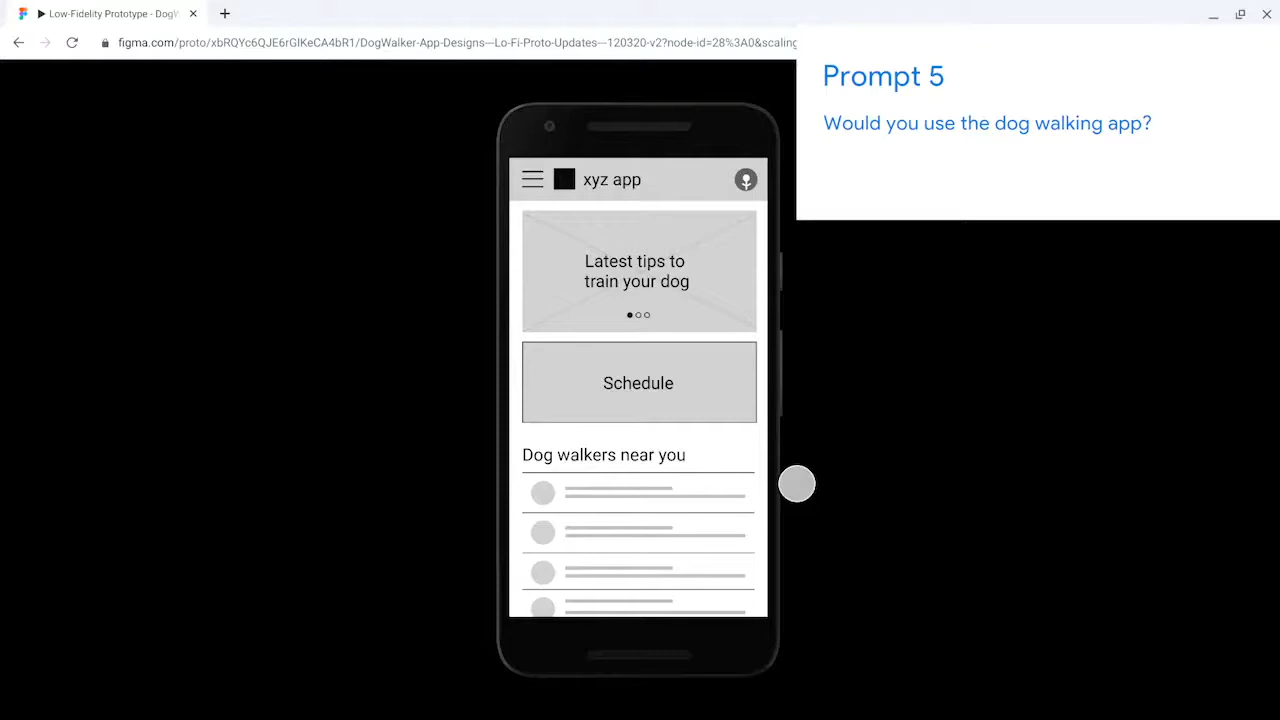 Low-Fidelity Prototype - Dog
figma.com/proto/xbRQYc6QJE6rGIKeCA4bR1/DogWalker-App-Designs---Lo-Fi-Proto-Updates---120320-v2?node-id=28%3A0&scaling
Prompt 5
Would you use the dog walking app?
xyz app
Latest tips to
train your dog
Schedule
Dog walkers near you